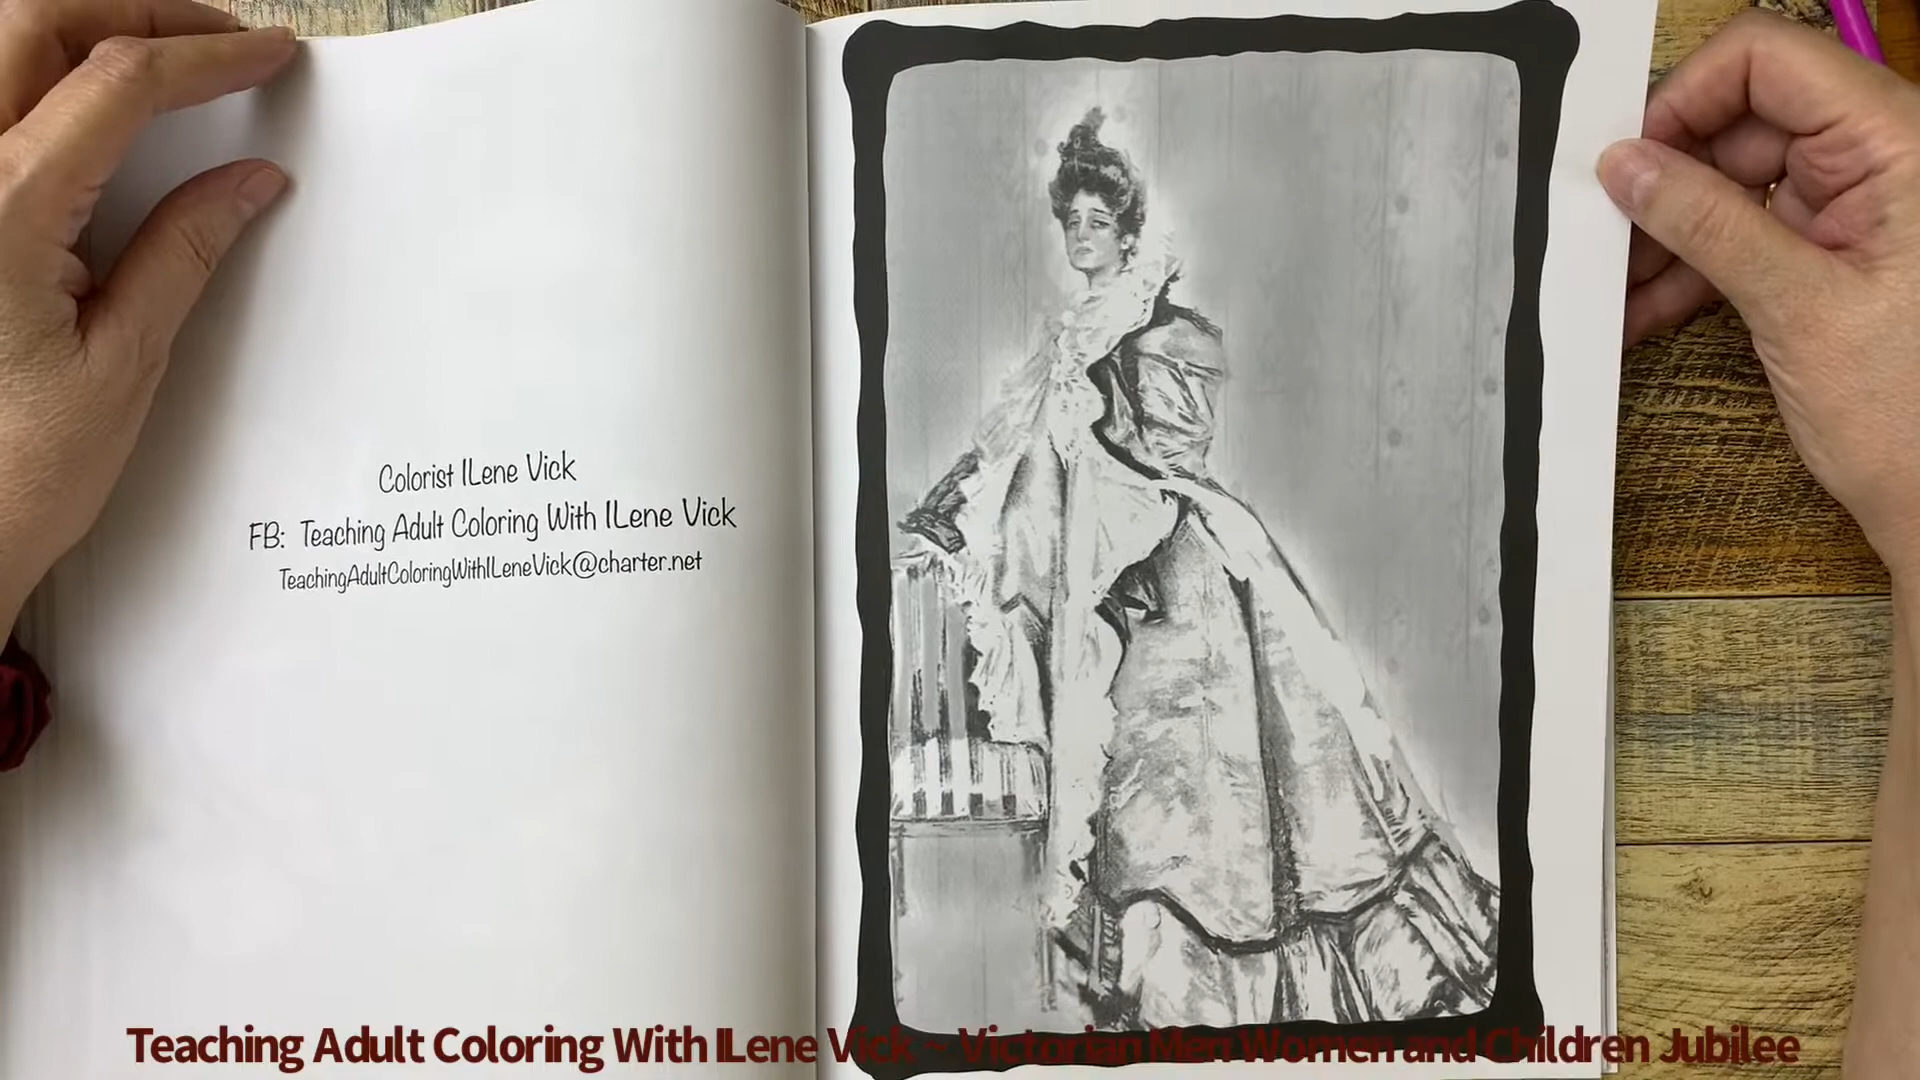 Colorist ILene Vick
FB: Teaching Adult Coloring With ILene Vick
TeachingAdultColoringWithILeneVick@charter.net
Teaching Adult Coloring With ILene Vick ~ Victorian Men Women and Children Jubilee